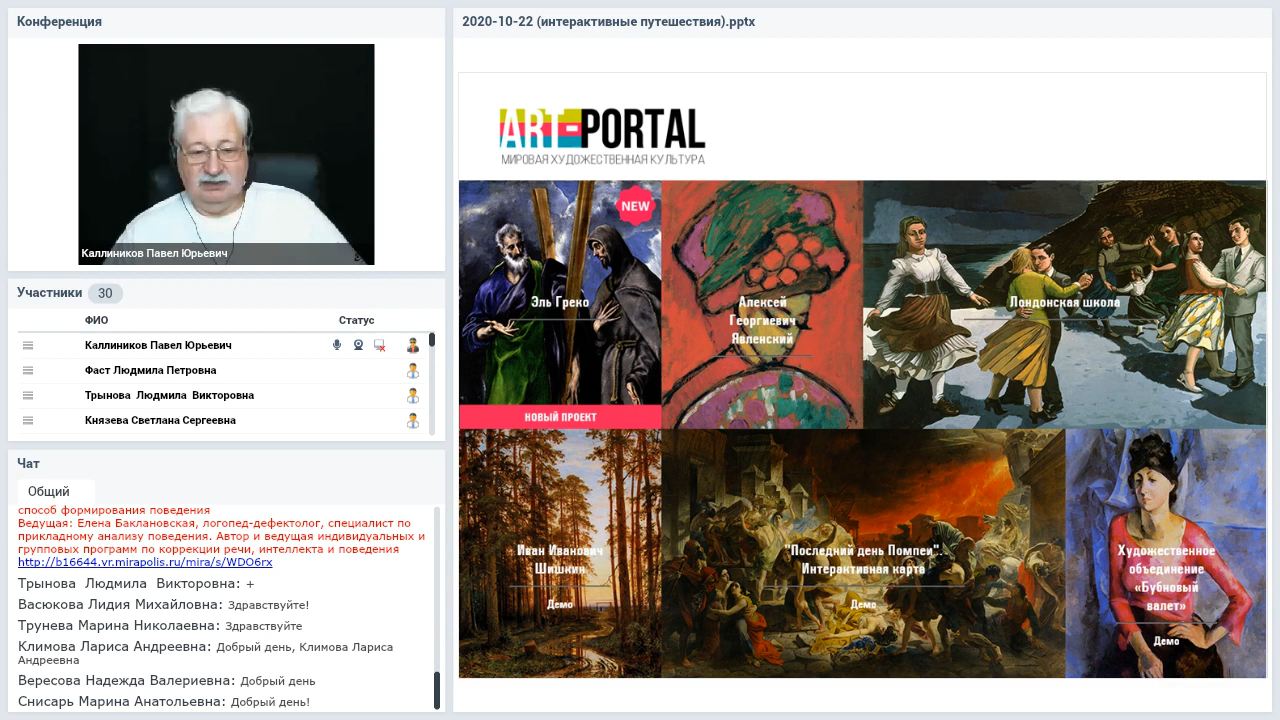 Конференция
Каллиников Павел Юрьевич
Участники 30
ФИО Статус
Каллиников Павел Юрьевич
Фаст Людмила Петровна
Трынова Людмила Викторовна
Князева Светлана Сергеевна
Чат
Общий
способ формирования поведения
Ведущая: Елена Баклановская, логопед-дефектолог, специалист по
прикладному анализу поведения. Автор и ведущая индивидуальных и
групповых программ по коррекции речи, интеллекта и поведения
http://b16644.vr.mirapolis.ru/mira/s/WDO6rx
Трынова Людмила Викторовна: +
Васюкова Лидия Михайловна: Здравствуйте!
Трунева Марина Николаевна: Здравствуйте
Климова Лариса Андреевна: Добрый день, Климова Лариса
Андреевна
Вересова Надежда Валериевна: Добрый день
Снисарь Марина Анатольевна: Добрый день!
2020-10-22 (интерактивные путешествия).pptx
ART-PORTAL
МИРОВАЯ ХУДОЖЕСТВЕННАЯ КУЛЬТУРА
NEW
Эль Греко
НОВЫЙ ПРОЕКТ
Алексей
Георгиевич
Явленский
Лондонская школа
Иван Иванович
Шишкин
Демо
"Последний день Помпеи".
Интерактивная карта
Демо
Художественное
объединение
«Бубновый
валет»
Демо